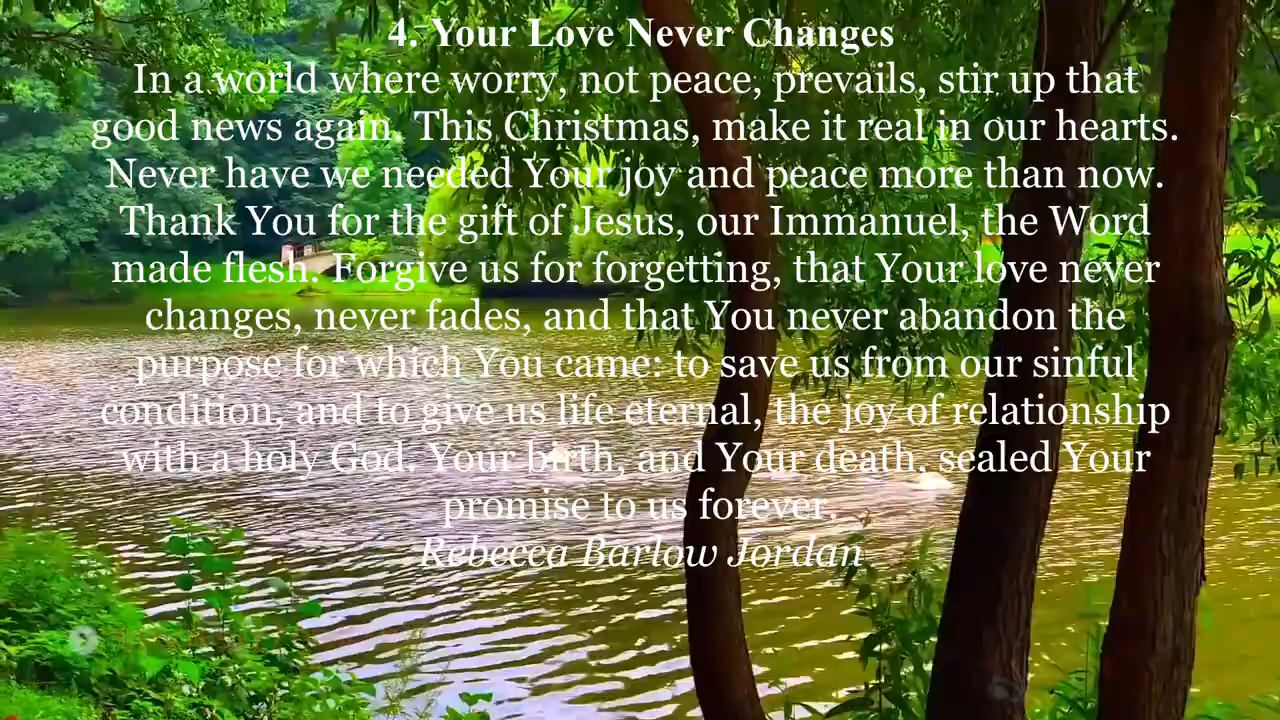 4. Your Love Never Changes
In a world where worry, not peace, prevails, stir up that
good news again. This Christmas, make it real in our hearts.
Never have we needed Your joy and peace more than now.
Thank You for the gift of Jesus, our Immanuel, the Word
made flesh. Forgive us for forgetting, that Your love never
changes, never fades, and that You never abandon the
purpose for which You came: to save us from our sinful
condition, and to give us life eternal, the joy of relationship
with a holy God. Your birth, and Your death, sealed Your
promise to us forever.
Rebecca Barlow Jordan